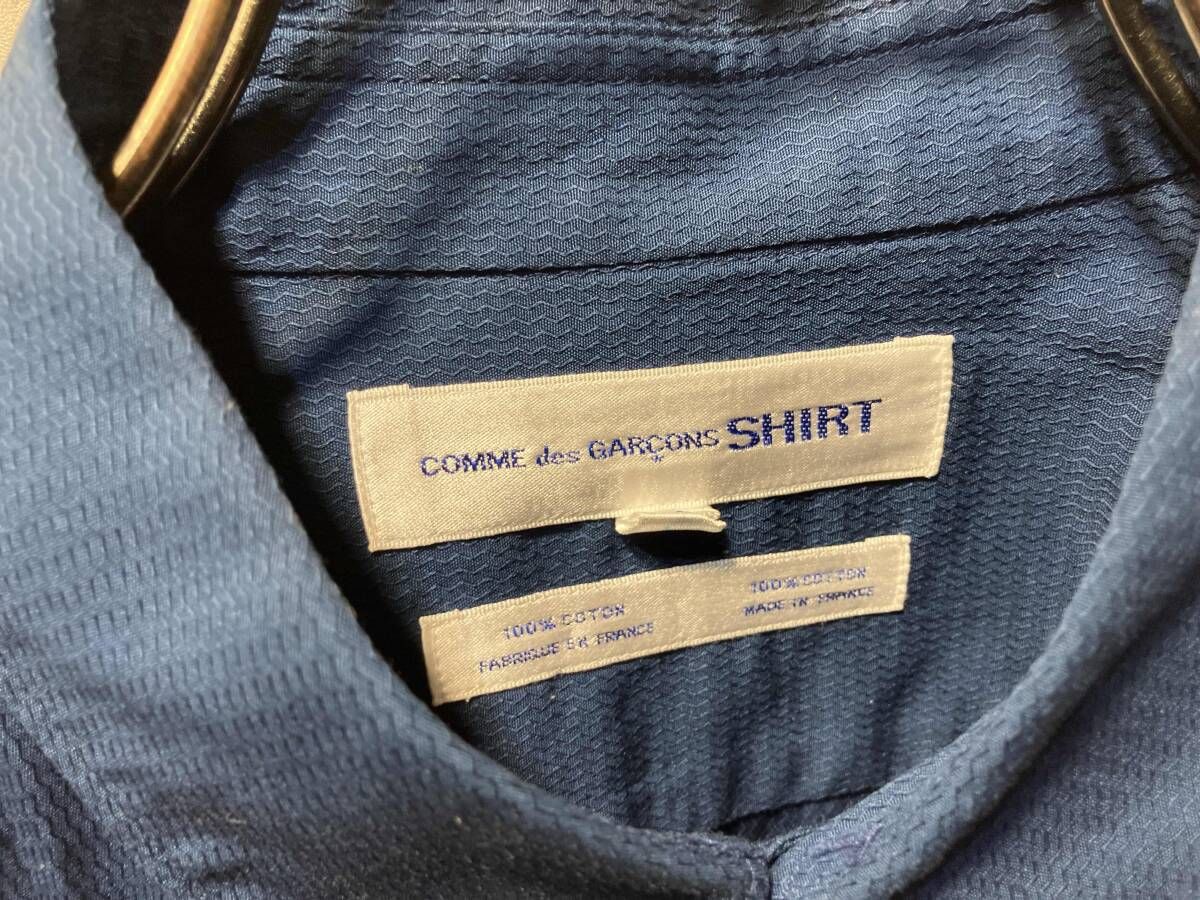 COMME des GARÇONS SHIRT
100% COTON
FABRIQUE EN FRANCE
100% COTTON
MADE IN FRANCE